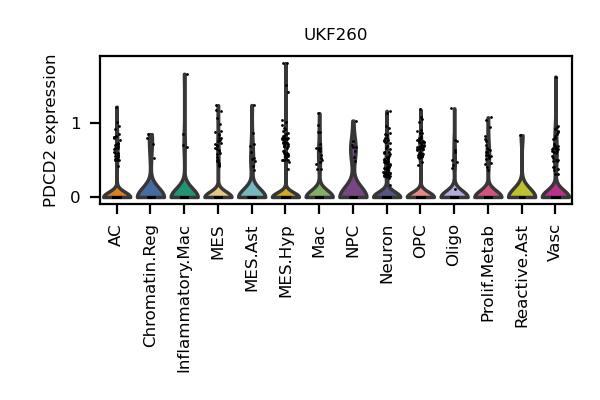 UKF260
PDCD2 expression
1
0
AC
Chromatin.Reg
Inflammatory.Mac
MES
MES.Ast
MES.Hyp
Mac
NPC
Neuron
OPC
Oligo
Prolif.Metab
Reactive.Ast
Vasc